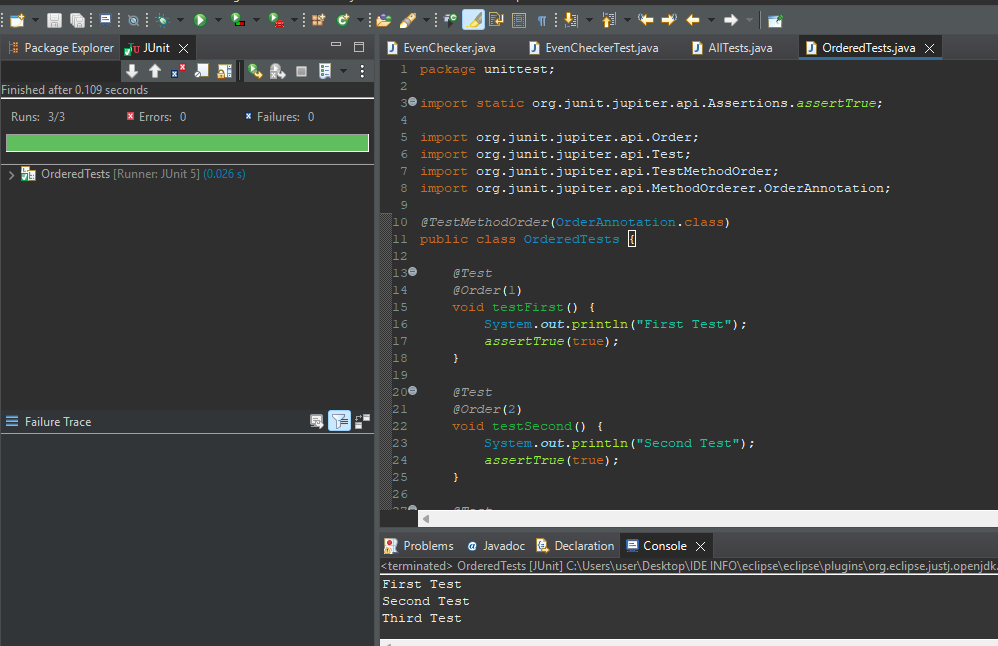 Package Explorer
JUnit
Finished after 0.109 seconds
Runs: 3/3
Errors: 0
Failures: 0
OrderedTests [Runner: JUnit 5] (0.026 s)
Failure Trace
EvenChecker.java
EvenCheckerTest.java
AllTests.java
OrderedTests.java
1 package unittest;
2
3 import static org.junit.jupiter.api.Assertions.assertTrue;
4
5 import org.junit.jupiter.api.Order;
6 import org.junit.jupiter.api.Test;
7 import org.junit.jupiter.api.TestMethodOrder;
8 import org.junit.jupiter.api.MethodOrderer.OrderAnnotation;
9
10 @TestMethodOrder(OrderAnnotation.class)
11 public class OrderedTests {
12
13 @Test
14 @Order(1)
15 void testFirst() {
16 System.out.println("First Test");
17 assertTrue(true);
18 }
19
20 @Test
21 @Order(2)
22 void testSecond() {
23 System.out.println("Second Test");
24 assertTrue(true);
25 }
26
Problems
Javadoc
Declaration
Console
<terminated> OrderedTests [JUnit] C:\Users\user\Desktop\IDE INFO\eclipse\eclipse\plugins\org.eclipse.justj.openjdk.
First Test
Second Test
Third Test